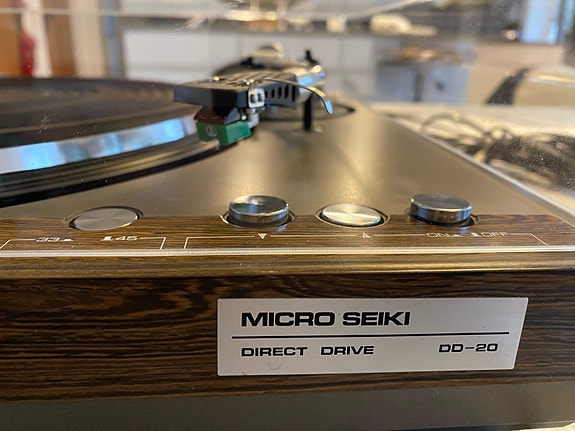 33 45 ON OFF
MICRO SEIKI
DIRECT DRIVE DD-20